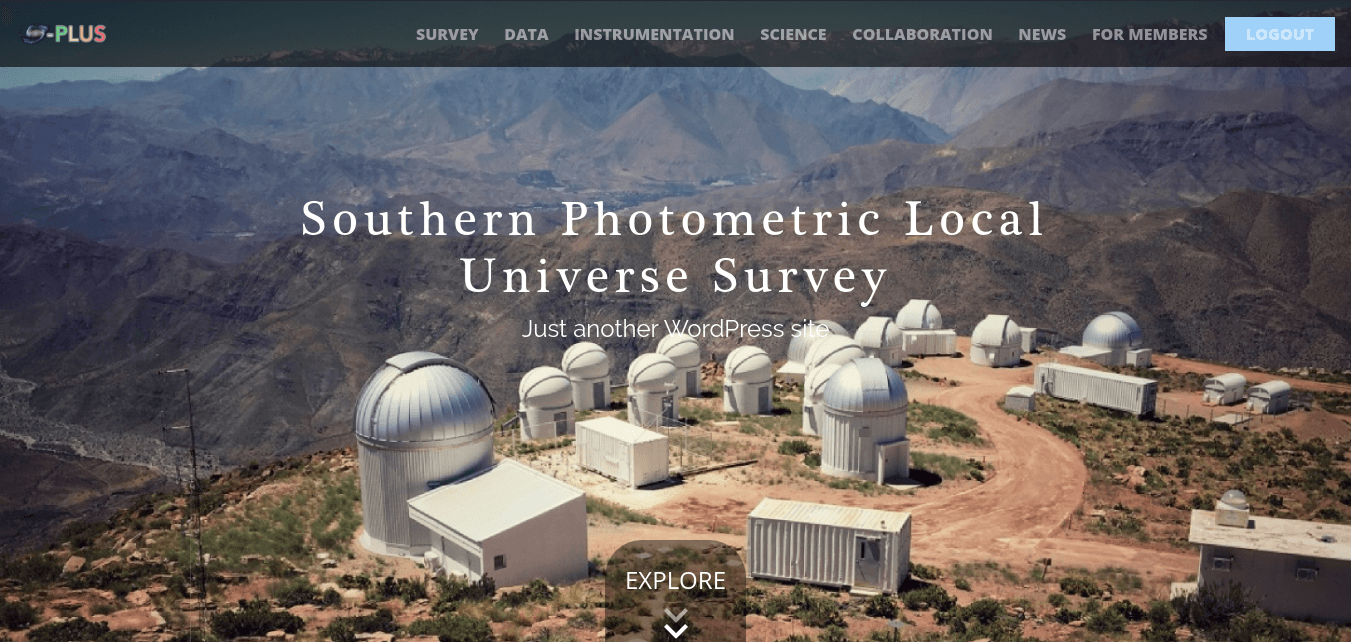 S-PLUS
SURVEY DATA INSTRUMENTATION SCIENCE COLLABORATION NEWS FOR MEMBERS LOGOUT
Southern Photometric Local
Universe Survey
Just another WordPress site
EXPLORE